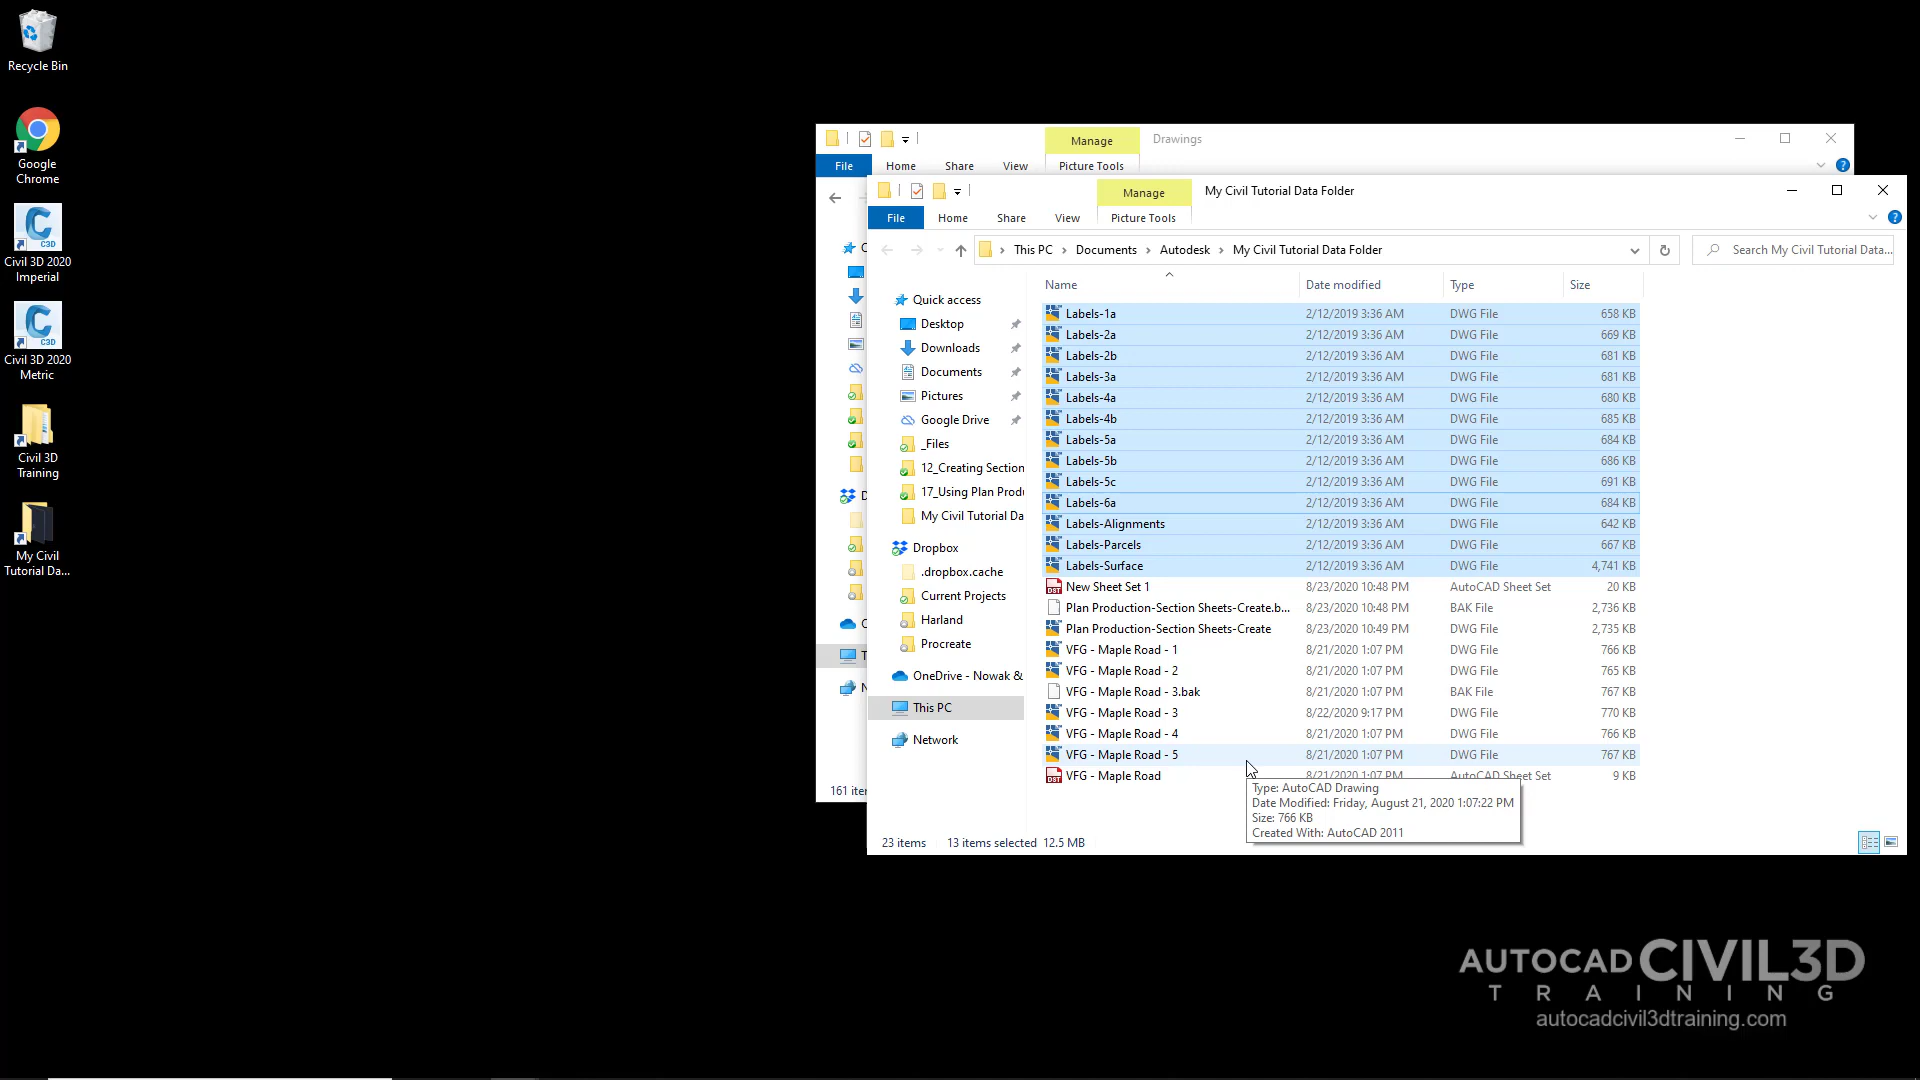 Recycle Bin
Google
Chrome
Civil 3D 2020
Imperial
Civil 3D 2020
Metric
Civil 3D
Training
My Civil
Tutorial Da...
Manage
Drawings
File
Home
Share
View
Picture Tools
161 iter
Manage
My Civil Tutorial Data Folder
File
Home
Share
View
Picture Tools
This PC
Documents
Autodesk
My Civil Tutorial Data Folder
Search My Civil Tutorial Data...
Quick access
Desktop
Downloads
Documents
Pictures
Google Drive
_Files
12_Creating Section
17_Using Plan Produ
My Civil Tutorial Da
Dropbox
.dropbox.cache
Current Projects
Harland
Procreate
OneDrive - Nowak &
This PC
Network
Name Date modified Type Size
Labels-1a 2/12/2019 3:36 AM DWG File 658 KB
Labels-2a 2/12/2019 3:36 AM DWG File 669 KB
Labels-2b 2/12/2019 3:36 AM DWG File 681 KB
Labels-3a 2/12/2019 3:36 AM DWG File 681 KB
Labels-4a 2/12/2019 3:36 AM DWG File 680 KB
Labels-4b 2/12/2019 3:36 AM DWG File 685 KB
Labels-5a 2/12/2019 3:36 AM DWG File 684 KB
Labels-5b 2/12/2019 3:36 AM DWG File 686 KB
Labels-5c 2/12/2019 3:36 AM DWG File 691 KB
Labels-6a 2/12/2019 3:36 AM DWG File 684 KB
Labels-Alignments 2/12/2019 3:36 AM DWG File 642 KB
Labels-Parcels 2/12/2019 3:36 AM DWG File 667 KB
Labels-Surface 2/12/2019 3:36 AM DWG File 4,741 KB
New Sheet Set 1 8/23/2020 10:48 PM AutoCAD Sheet Set 20 KB
Plan Production-Section Sheets-Create.b... 8/23/2020 10:48 PM BAK File 2,736 KB
Plan Production-Section Sheets-Create 8/23/2020 10:49 PM DWG File 2,735 KB
VFG - Maple Road - 1 8/21/2020 1:07 PM DWG File 766 KB
VFG - Maple Road - 2 8/21/2020 1:07 PM DWG File 765 KB
VFG - Maple Road - 3.bak 8/21/2020 1:07 PM BAK File 767 KB
VFG - Maple Road - 3 8/22/2020 9:17 PM DWG File 770 KB
VFG - Maple Road - 4 8/21/2020 1:07 PM DWG File 766 KB
VFG - Maple Road - 5 8/21/2020 1:07 PM DWG File 767 KB
VFG - Maple Road 8/21/2020 1:07 PM AutoCAD Sheet Set 9 KB
Type: AutoCAD Drawing
Date Modified: Friday, August 21, 2020 1:07:22 PM
Size: 766 KB
Created With: AutoCAD 2011
23 items 13 items selected 12.5 MB
AUTOCAD CIVIL3D
TRAINING
autocadcivil3dtraining.com